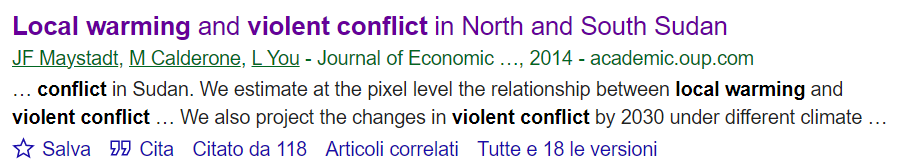 Local warming and violent conflict in North and South Sudan
JF Maystadt, M Calderone, L You - Journal of Economic …, 2014 - academic.oup.com
… conflict in Sudan. We estimate at the pixel level the relationship between local warming and
violent conflict … We also project the changes in violent conflict by 2030 under different climate …
Salva Cita Citato da 118 Articoli correlati Tutte e 18 le versioni